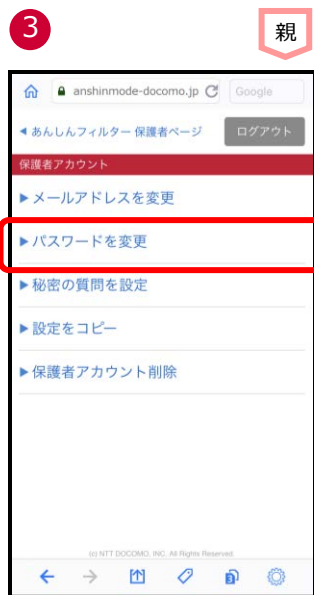 3
親
anshinmode-docomo.jp Google
◀ あんしんフィルター 保護者ページ ログアウト
保護者アカウント
▶メールアドレスを変更
▶パスワードを変更
▶秘密の質問を設定
▶設定をコピー
▶保護者アカウント削除
(c) NTT DOCOMO, INC. All Rights Reserved.
3